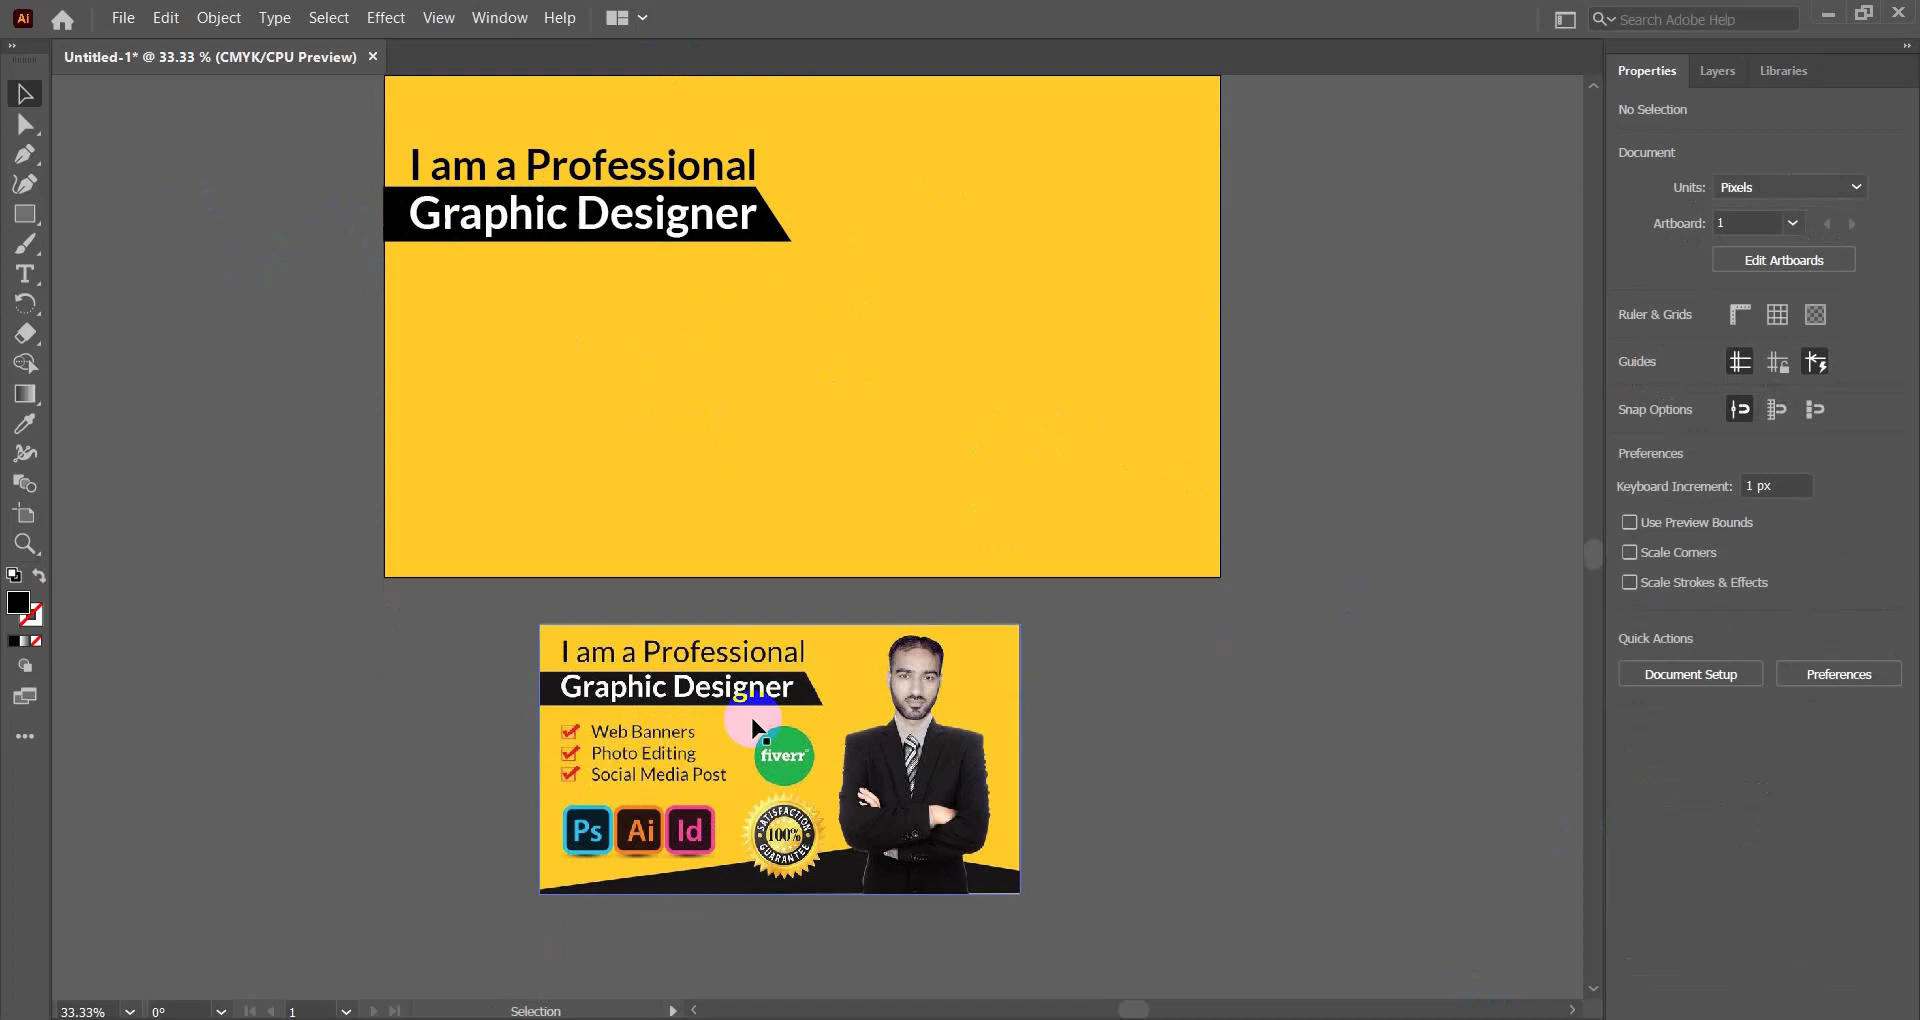 Ai
File Edit Object Type Select Effect View Window Help
Search Adobe Help
Untitled-1* @ 33.33 % (CMYK/CPU Preview) ×
Properties Layers Libraries
No Selection
Document
Units: Pixels
Artboard: 1
Edit Artboards
Ruler & Grids
Guides
Snap Options
Preferences
Keyboard Increment: 1 px
Use Preview Bounds
Scale Corners
Scale Strokes & Effects
Quick Actions
Document Setup Preferences
I am a Professional
Graphic Designer
I am a Professional
Graphic Designer
Web Banners
Photo Editing
Social Media Post
fiverr
Ps Ai Id
SATISFACTION
100%
GUARANTEE
33.33% 0° 1 Selection